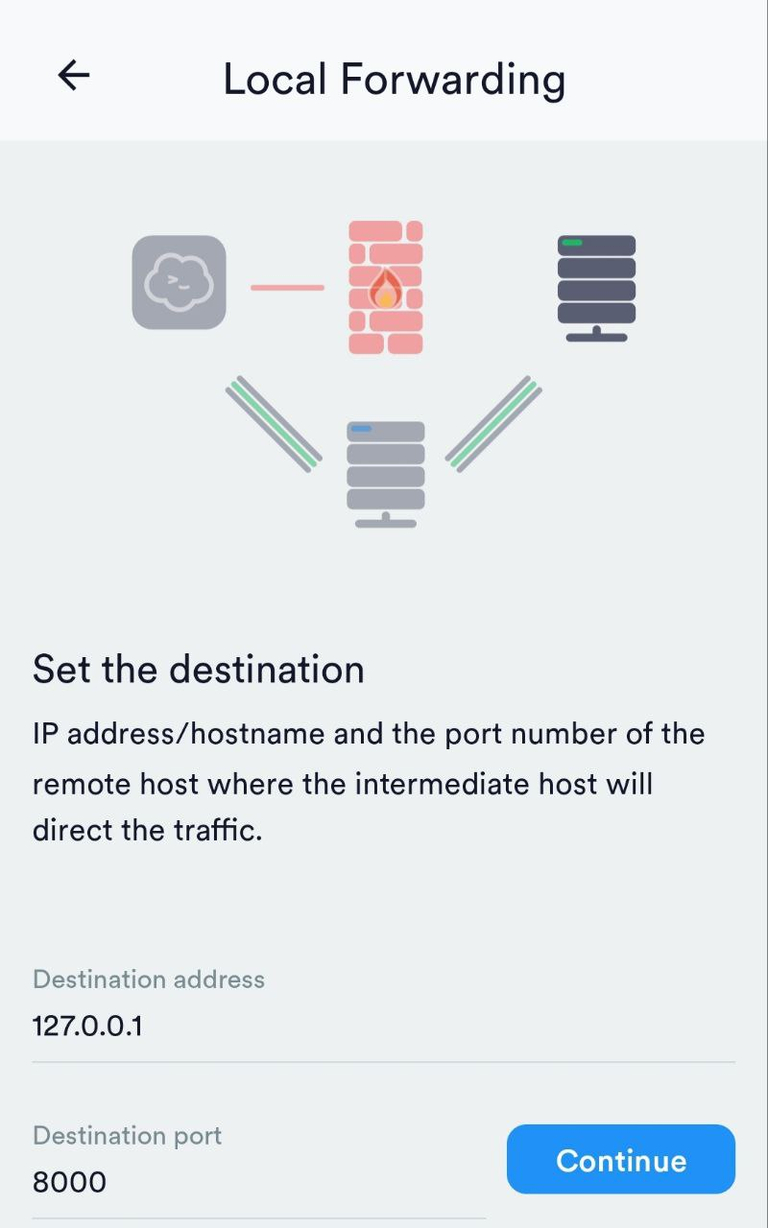 Local Forwarding
Set the destination
IP address/hostname and the port number of the
remote host where the intermediate host will
direct the traffic.
Destination address
127.0.0.1
Destination port
8000
Continue